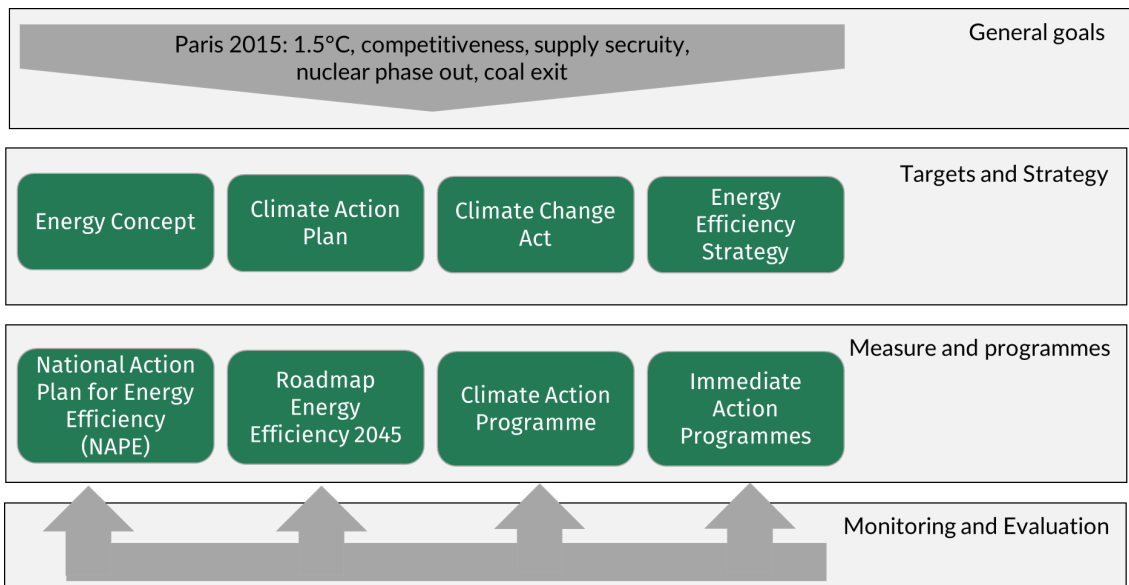 General goals
Paris 2015: 1.5°C, competitiveness, supply secruity,
nuclear phase out, coal exit
Targets and Strategy
Energy Concept
Climate Action
Plan
Climate Change
Act
Energy
Efficiency
Strategy
Measure and programmes
National Action
Plan for Energy
Efficiency
(NAPE)
Roadmap
Energy
Efficiency 2045
Climate Action
Programme
Immediate
Action
Programmes
Monitoring and Evaluation